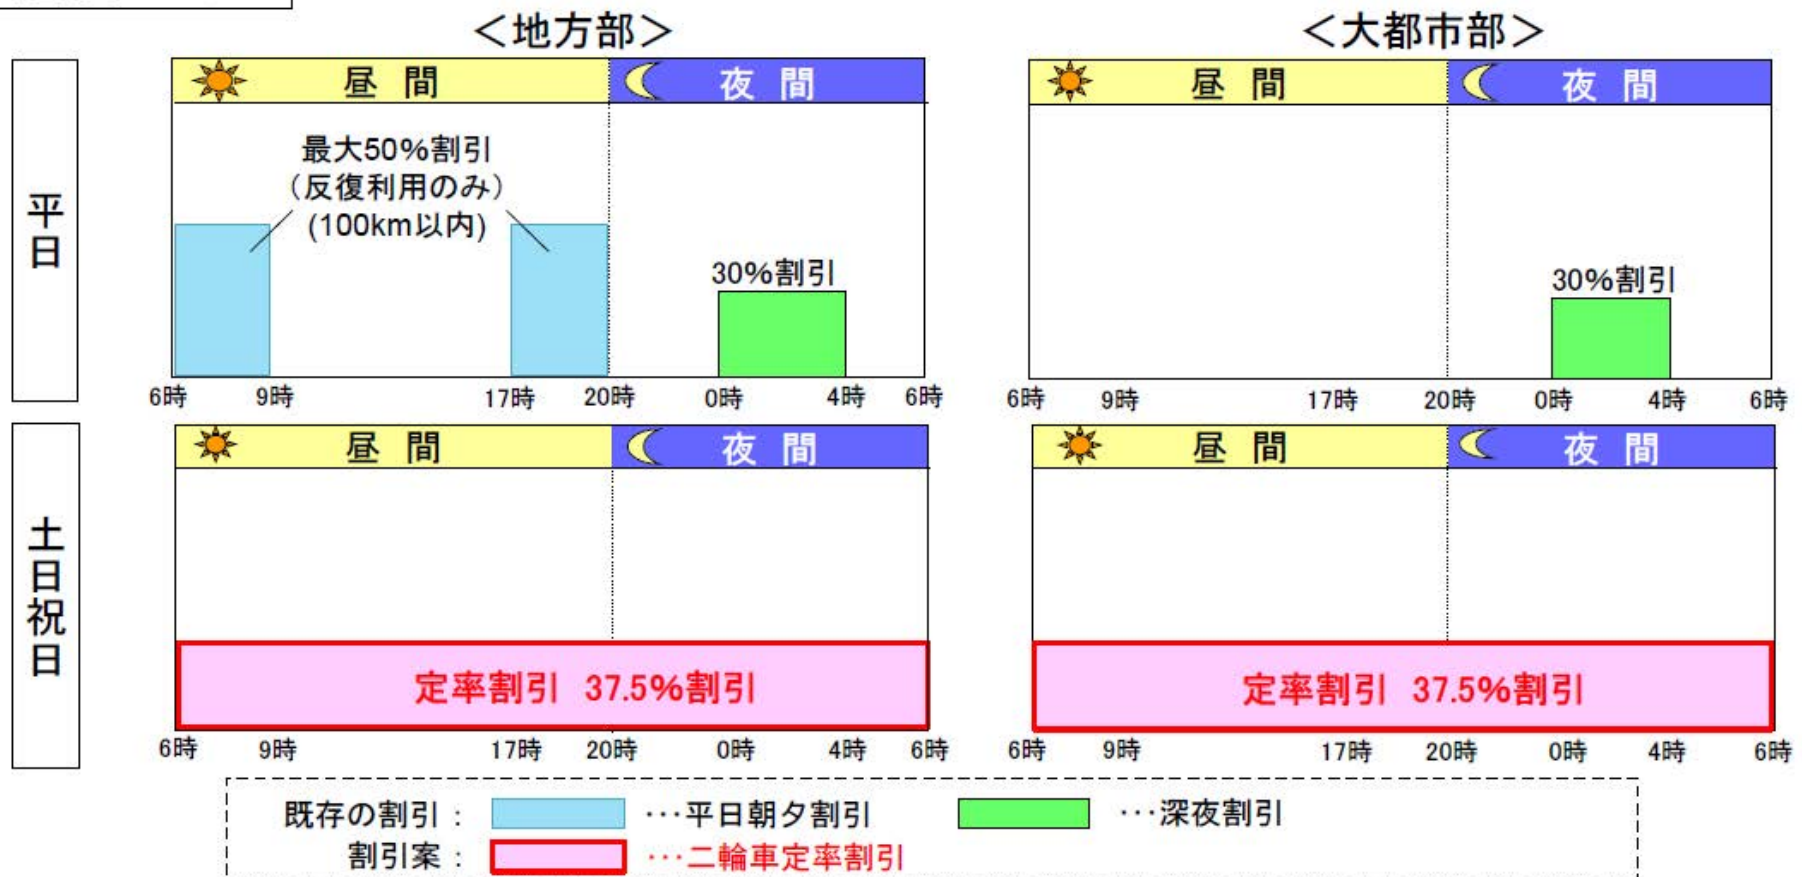 ＜地方部＞
＜大都市部＞
平日
昼間
夜間
最大50%割引
（反復利用のみ）
(100km以内)
30%割引
6時
9時
17時
20時
0時
4時
6時
昼間
夜間
30%割引
6時
9時
17時
20時
0時
4時
6時
土日祝日
昼間
夜間
定率割引 37.5%割引
6時
9時
17時
20時
0時
4時
6時
昼間
夜間
定率割引 37.5%割引
6時
9時
17時
20時
0時
4時
6時
既存の割引： …平日朝夕割引 …深夜割引
割引案： …二輪車定率割引